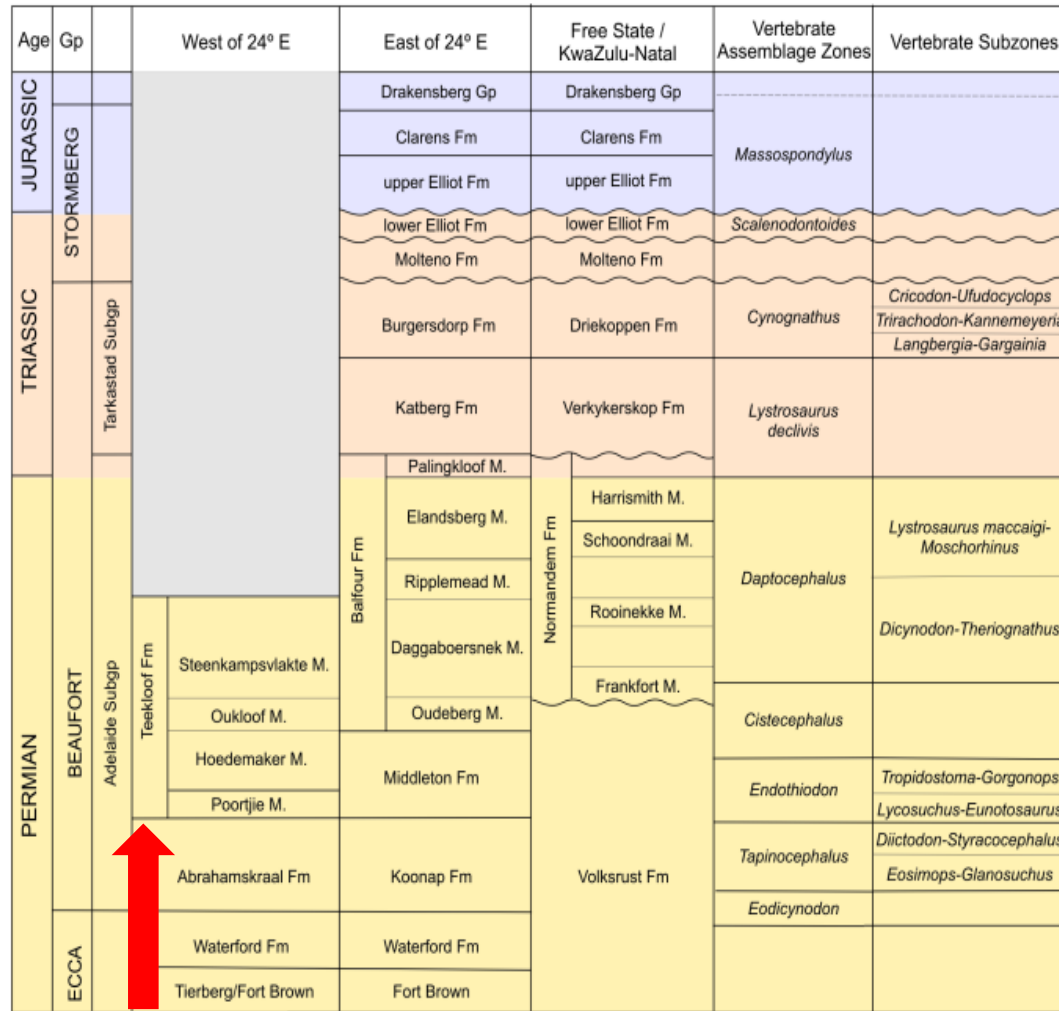 Age
Gp
West of 24º E
East of 24º E
Free State /
KwaZulu-Natal
Vertebrate
Assemblage Zones
Vertebrate Subzones
JURASSIC
TRIASSIC
PERMIAN
STORMBERG
BEAUFORT
ECCA
Tarkastad Subgp
Adelaide Subgp
Teekloof Fm
Steenkampsvlakte M.
Oukloof M.
Hoedemaker M.
Poortjie M.
Abrahamskraal Fm
Waterford Fm
Tierberg/Fort Brown
Drakensberg Gp
Clarens Fm
upper Elliot Fm
lower Elliot Fm
Molteno Fm
Burgersdorp Fm
Katberg Fm
Balfour Fm
Palingkloof M.
Elandsberg M.
Ripplemead M.
Daggaboersnek M.
Oudeberg M.
Middleton Fm
Koonap Fm
Waterford Fm
Fort Brown
Drakensberg Gp
Clarens Fm
upper Elliot Fm
lower Elliot Fm
Molteno Fm
Driekoppen Fm
Verkykerskop Fm
Normandem Fm
Harrismith M.
Schoondraai M.
Rooinekke M.
Frankfort M.
Volksrust Fm
Massospondylus
Scalenodontoides
Cynognathus
Lystrosaurus
declivis
Daptocephalus
Cistecephalus
Endothiodon
Tapinocephalus
Eodicynodon
Cricodon-Ufudocyclops
Trirachodon-Kannemeyeria
Langbergia-Gargainia
Lystrosaurus maccaigi-
Moschorhinus
Dicynodon-Theriognathus
Tropidostoma-Gorgonops
Lycosuchus-Eunotosaurus
Diictodon-Styracocephalus
Eosimops-Glanosuchus